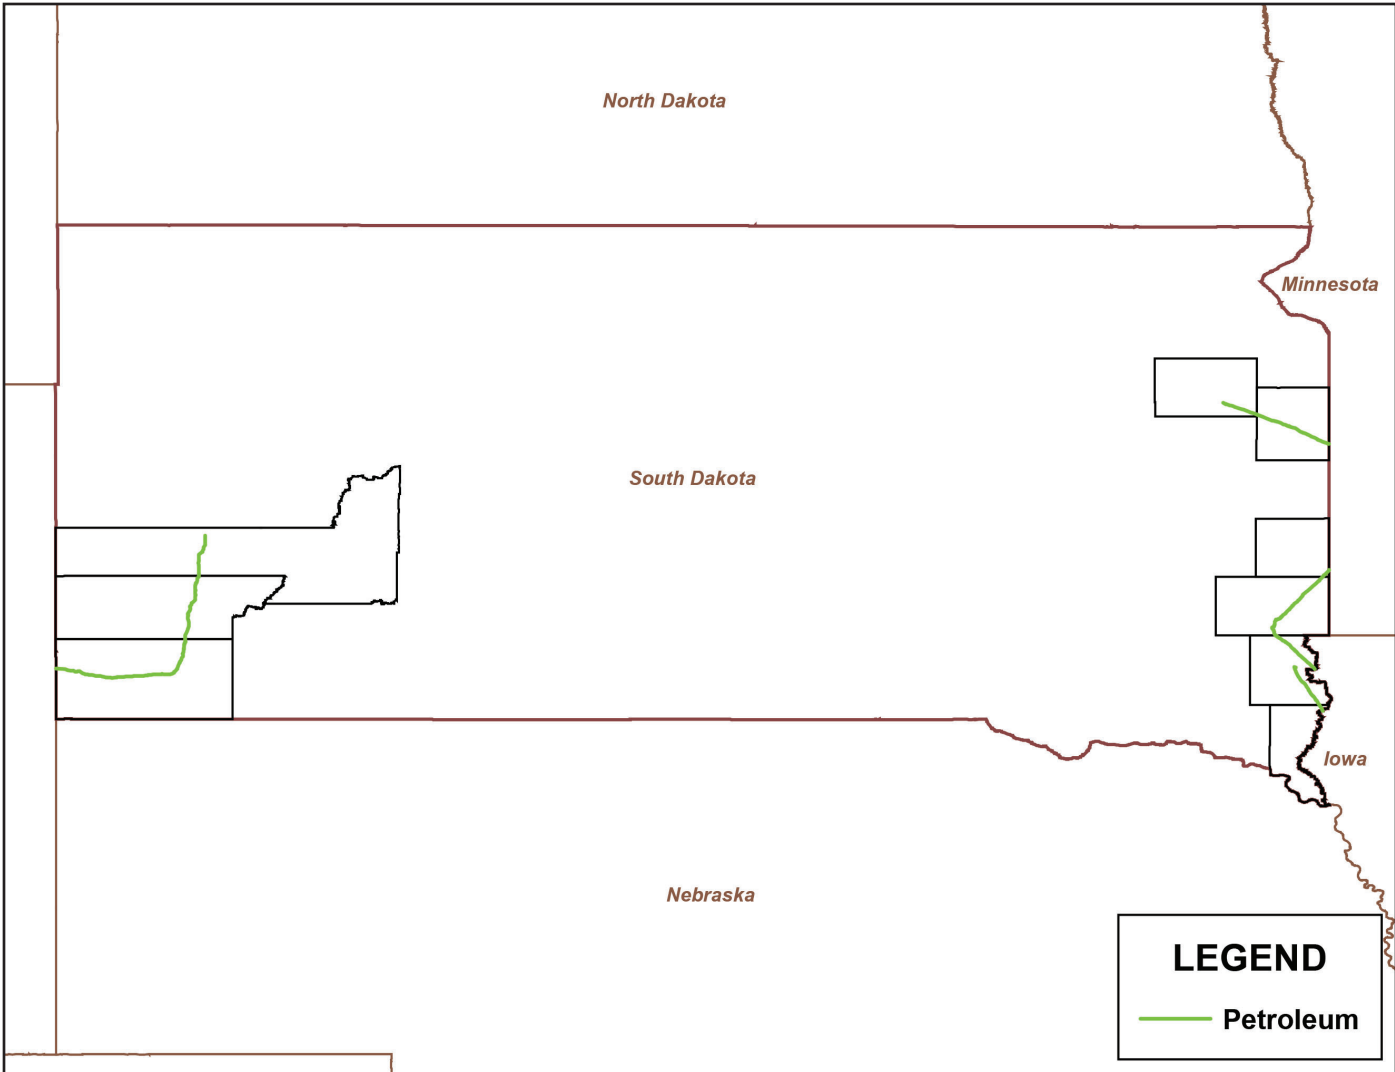 North Dakota
Minnesota
South Dakota
Iowa
Nebraska
LEGEND
Petroleum